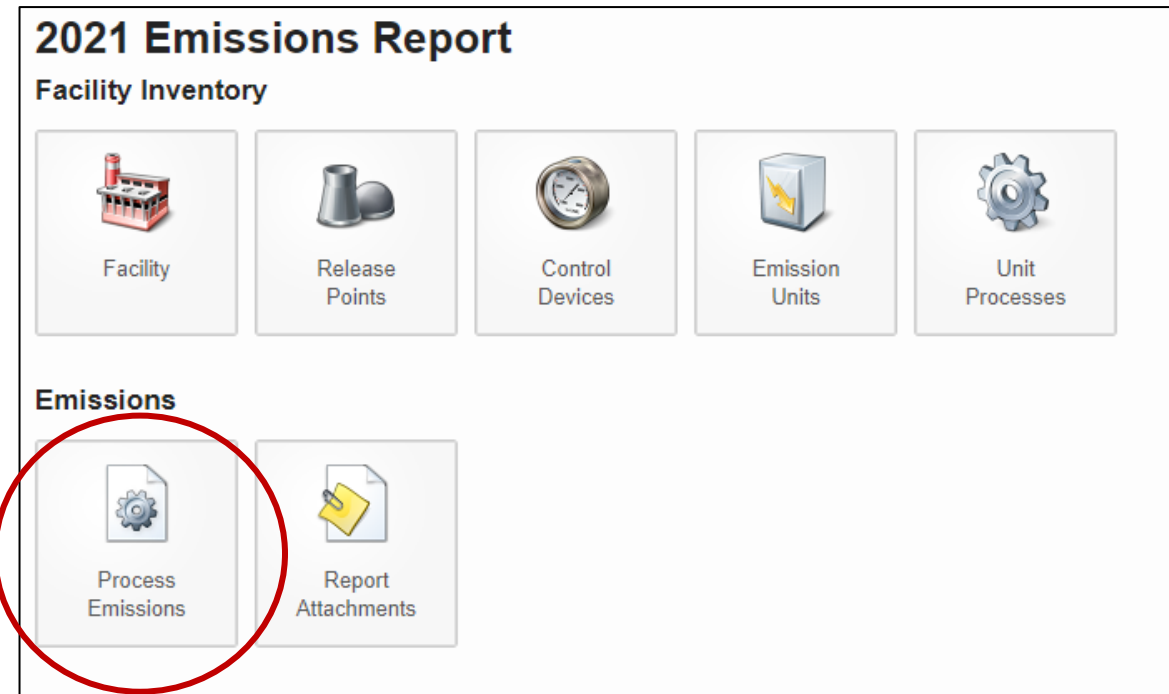 2021 Emissions Report
Facility Inventory
Facility
Release
Points
Control
Devices
Emission
Units
Unit
Processes
Emissions
Process
Emissions
Report
Attachments